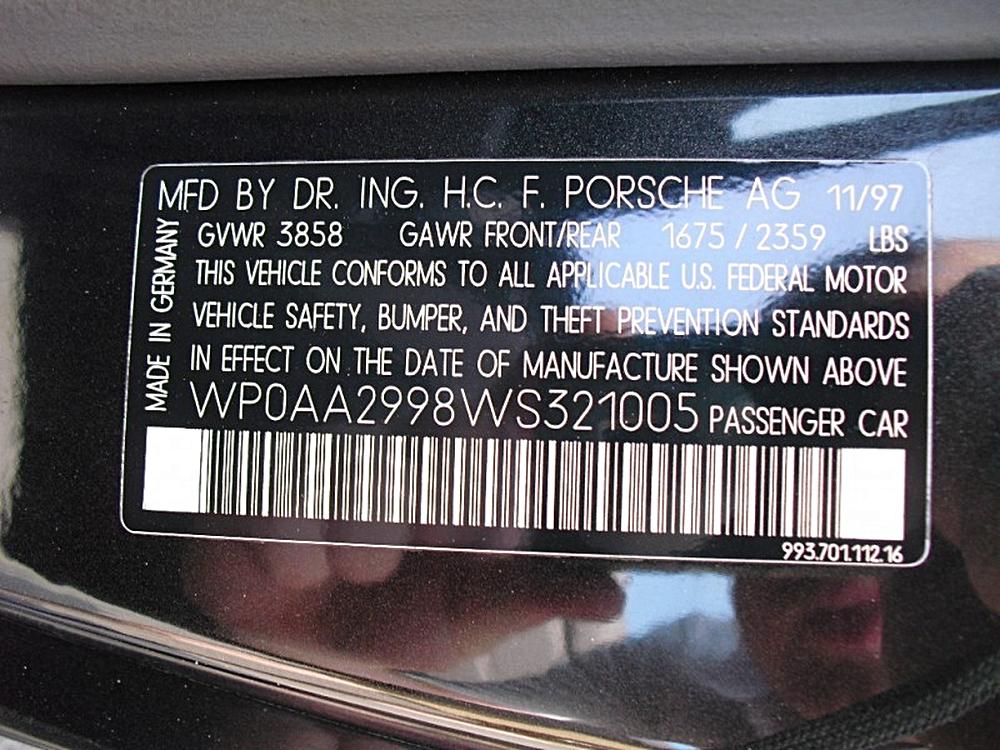 MFD BY DR. ING. H.C. F. PORSCHE AG 11/97
GVWR 3858 GAWR FRONT/REAR 1675 / 2359 LBS
THIS VEHICLE CONFORMS TO ALL APPLICABLE U.S. FEDERAL MOTOR
VEHICLE SAFETY, BUMPER, AND THEFT PREVENTION STANDARDS
IN EFFECT ON THE DATE OF MANUFACTURE SHOWN ABOVE
WP0AA2998WS321005 PASSENGER CAR
MADE IN GERMANY
993.701.112.16